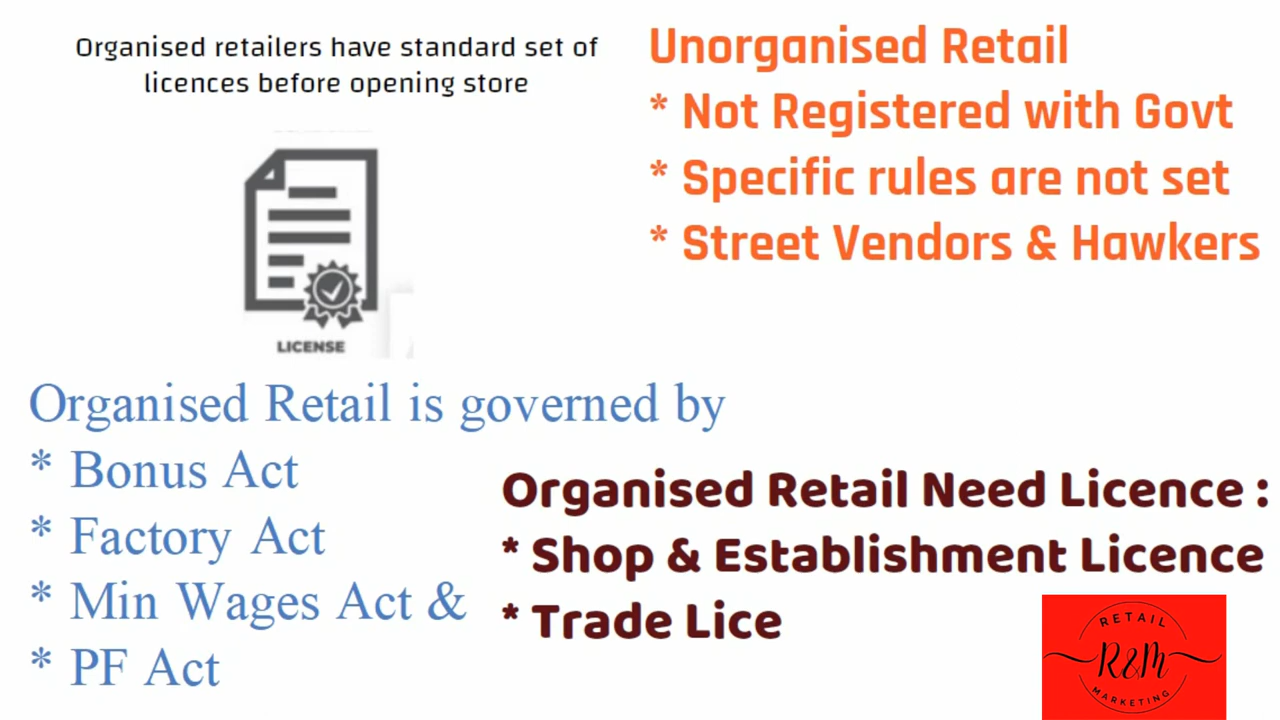 Organised retailers have standard set of
licences before opening store
LICENSE
Unorganised Retail
* Not Registered with Govt
* Specific rules are not set
* Street Vendors & Hawkers
Organised Retail is governed by
* Bonus Act
* Factory Act
* Min Wages Act &
* PF Act
Organised Retail Need Licence :
* Shop & Establishment Licence
* Trade Lice
RETAIL
R&M
MARKETING